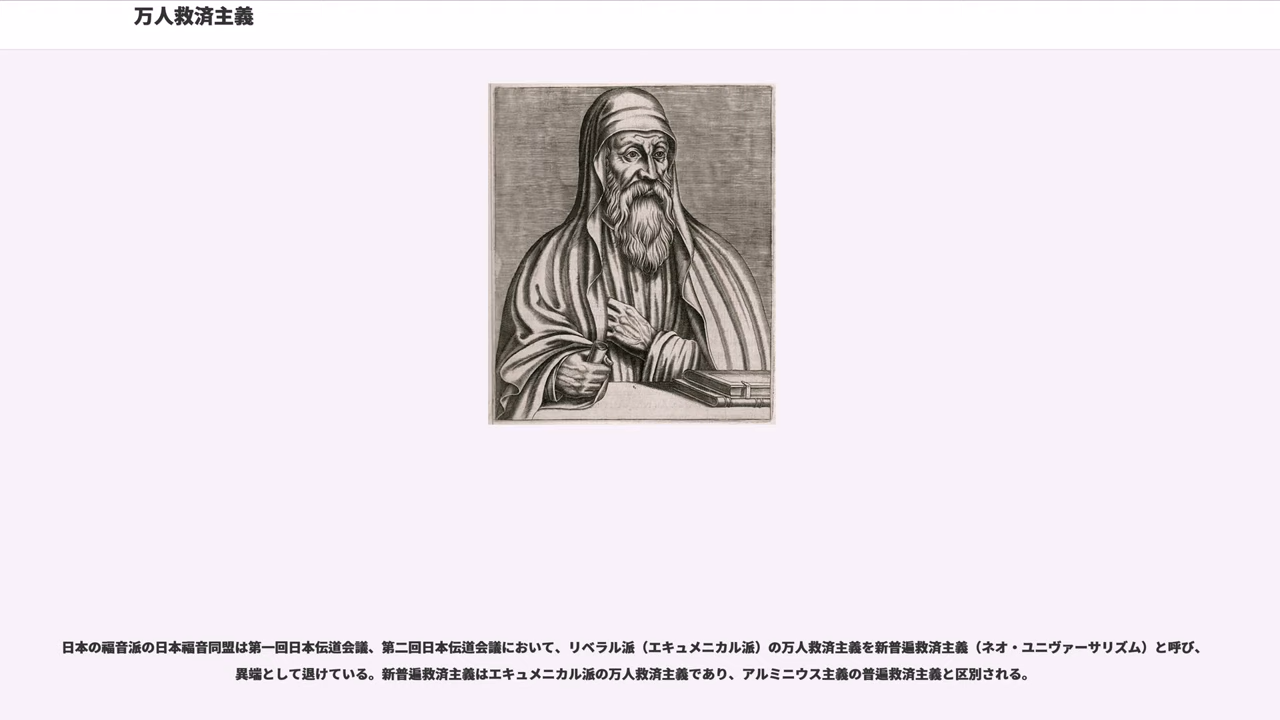 万人救済主義
日本の福音派の日本福音同盟は第一回日本伝道会議、第二回日本伝道会議において、リベラル派（エキュメニカル派）の万人救済主義を新普遍救済主義（ネオ・ユニヴァーサリズム）と呼び、
異端として退けている。新普遍救済主義はエキュメニカル派の万人救済主義であり、アルミニウス主義の普遍救済主義と区別される。